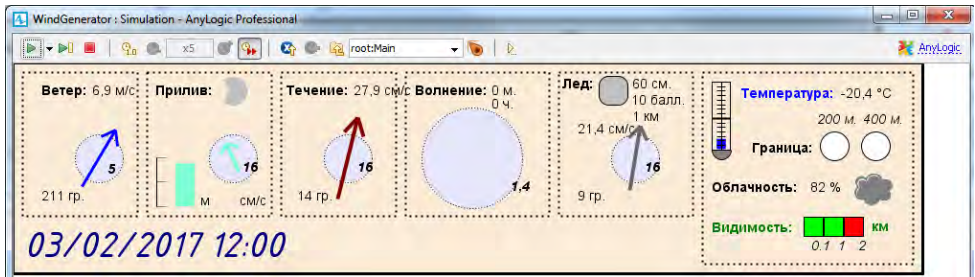 WindGenerator : Simulation - AnyLogic Professional
x5 root:Main AnyLogic
Ветер: 6,9 м/с
5
211 гр.
Прилив:
16
м см/с
Течение: 27,9 см/с
16
14 гр.
Волнение: 0 м.
0 ч.
1,4
Лед: 60 см.
10 балл.
1 км
21,4 см/с
16
9 гр.
Температура: -20,4 °C
200 м. 400 м.
Граница:
Облачность: 82 %
Видимость: км
0.1 1 2
03/02/2017 12:00